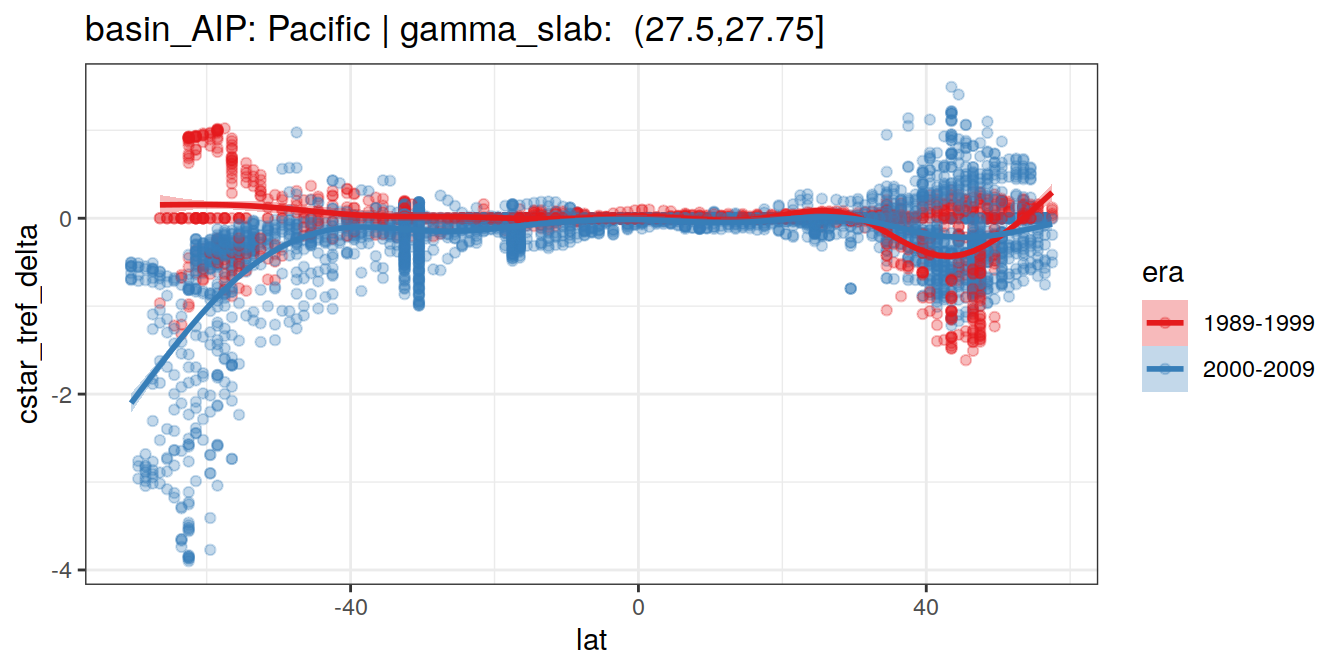 basin_AIP: Pacific | gamma_slab:  (27.5,27.75]
cstar_tref_delta
0
-2
-4
-40
0
40
lat
era
1989-1999
2000-2009